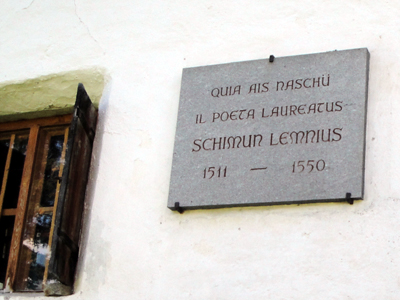 QUIA AIS NASCHÜ
IL POETA LAUREATUS
SCHIMUN LEMNIUS
1511 — 1550